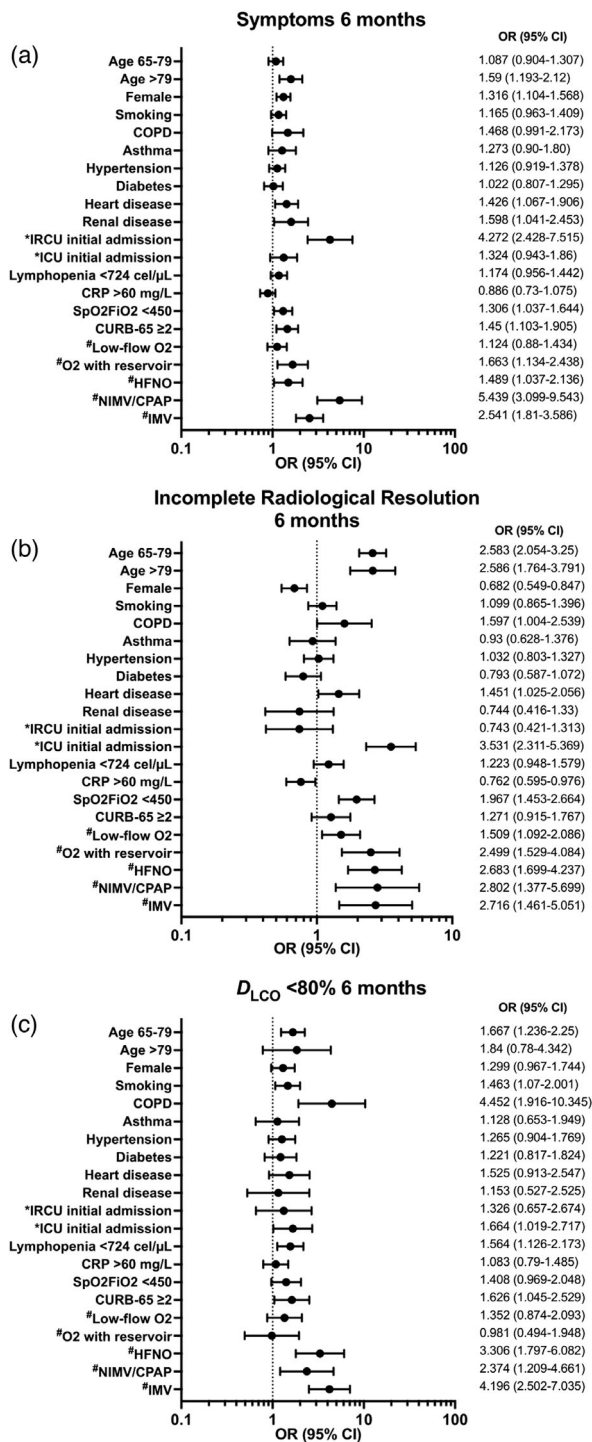 Symptoms 6 months
(a)
OR (95% CI)
Age 65-79 1.087 (0.904-1.307)
Age >79 1.59 (1.193-2.12)
Female 1.316 (1.104-1.568)
Smoking 1.165 (0.963-1.409)
COPD 1.468 (0.991-2.173)
Asthma 1.273 (0.90-1.80)
Hypertension 1.126 (0.919-1.378)
Diabetes 1.022 (0.807-1.295)
Heart disease 1.426 (1.067-1.906)
Renal disease 1.598 (1.041-2.453)
*IRCU initial admission 4.272 (2.428-7.515)
*ICU initial admission 1.324 (0.943-1.86)
Lymphopenia <724 cel/µL 1.174 (0.956-1.442)
CRP >60 mg/L 0.886 (0.73-1.075)
SpO2FiO2 <450 1.306 (1.037-1.644)
CURB-65 ≥2 1.45 (1.103-1.905)
#Low-flow O2 1.124 (0.88-1.434)
#O2 with reservoir 1.663 (1.134-2.438)
#HFNO 1.489 (1.037-2.136)
#NIMV/CPAP 5.439 (3.099-9.543)
#IMV 2.541 (1.81-3.586)
0.1 1 10 100
OR (95% CI)
Incomplete Radiological Resolution
6 months
(b)
OR (95% CI)
Age 65-79 2.583 (2.054-3.25)
Age >79 2.586 (1.764-3.791)
Female 0.682 (0.549-0.847)
Smoking 1.099 (0.865-1.396)
COPD 1.597 (1.004-2.539)
Asthma 0.93 (0.628-1.376)
Hypertension 1.032 (0.803-1.327)
Diabetes 0.793 (0.587-1.072)
Heart disease 1.451 (1.025-2.056)
Renal disease 0.744 (0.416-1.33)
*IRCU initial admission 0.743 (0.421-1.313)
*ICU initial admission 3.531 (2.311-5.369)
Lymphopenia <724 cel/µL 1.223 (0.948-1.579)
CRP >60 mg/L 0.762 (0.595-0.976)
SpO2FiO2 <450 1.967 (1.453-2.664)
CURB-65 ≥2 1.271 (0.915-1.767)
#Low-flow O2 1.509 (1.092-2.086)
#O2 with reservoir 2.499 (1.529-4.084)
#HFNO 2.683 (1.699-4.237)
#NIMV/CPAP 2.802 (1.377-5.699)
#IMV 2.716 (1.461-5.051)
0.1 1 10
OR (95% CI)
DLCO <80% 6 months
(c)
OR (95% CI)
Age 65-79 1.667 (1.236-2.25)
Age >79 1.84 (0.78-4.342)
Female 1.299 (0.967-1.744)
Smoking 1.463 (1.07-2.001)
COPD 4.452 (1.916-10.345)
Asthma 1.128 (0.653-1.949)
Hypertension 1.265 (0.904-1.769)
Diabetes 1.221 (0.817-1.824)
Heart disease 1.525 (0.913-2.547)
Renal disease 1.153 (0.527-2.525)
*IRCU initial admission 1.326 (0.657-2.674)
*ICU initial admission 1.664 (1.019-2.717)
Lymphopenia <724 cel/µL 1.564 (1.126-2.173)
CRP >60 mg/L 1.083 (0.79-1.485)
SpO2FiO2 <450 1.408 (0.969-2.048)
CURB-65 ≥2 1.626 (1.045-2.529)
#Low-flow O2 1.352 (0.874-2.093)
#O2 with reservoir 0.981 (0.494-1.948)
#HFNO 3.306 (1.797-6.082)
#NIMV/CPAP 2.374 (1.209-4.661)
#IMV 4.196 (2.502-7.035)
0.1 1 10 100
OR (95% CI)